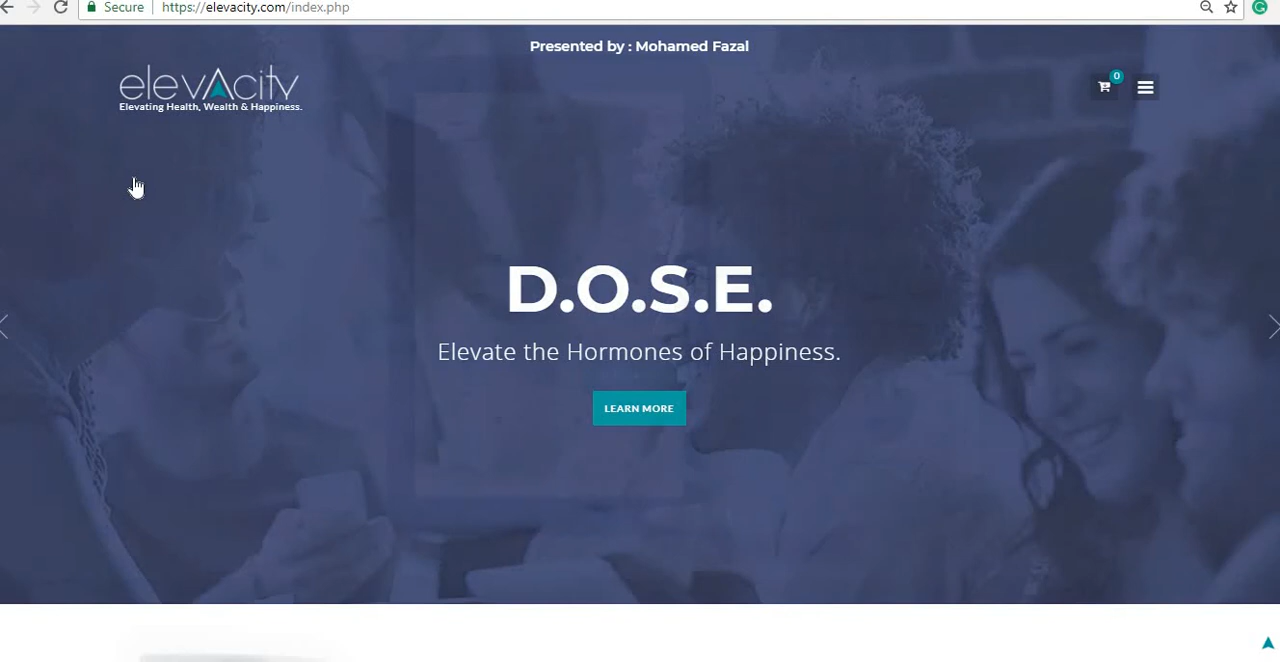 Secure
https://elevacity.com/index.php
Presented by : Mohamed Fazal
elevacity
Elevating Health, Wealth & Happiness.
0
D.O.S.E.
Elevate the Hormones of Happiness.
LEARN MORE